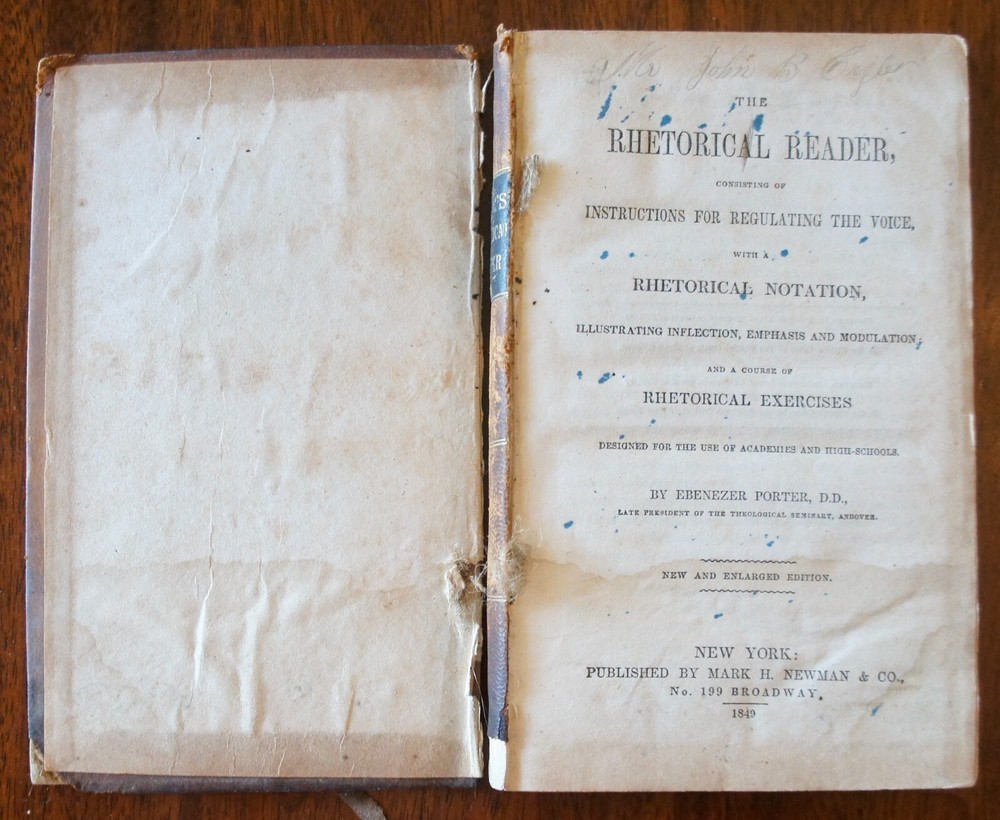 Mr John B
THE
RHETORICAL READER,
CONSISTING OF
INSTRUCTIONS FOR REGULATING THE VOICE,
WITH A
RHETORICAL NOTATION,
ILLUSTRATING INFLECTION, EMPHASIS AND MODULATION;
AND A COURSE OF
RHETORICAL EXERCISES
DESIGNED FOR THE USE OF ACADEMIES AND HIGH-SCHOOLS.
BY EBENEZER PORTER, D.D.,
LATE PRESIDENT OF THE THEOLOGICAL SEMINARY, ANDOVER.
NEW AND ENLARGED EDITION.
NEW YORK:
PUBLISHED BY MARK H. NEWMAN & CO.,
No. 199 BROADWAY.
1849